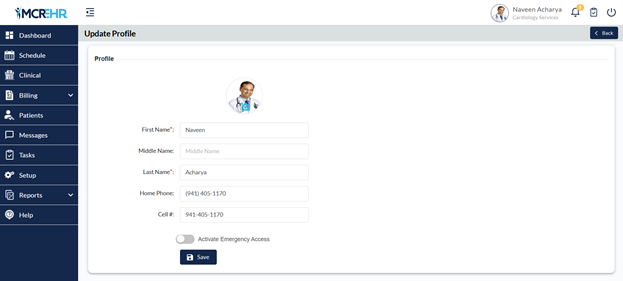 MCREHR
Naveen Acharya
Cardiology Services
Update Profile
Back
Dashboard
Schedule
Clinical
Billing
Patients
Messages
Tasks
Setup
Reports
Help
Profile
First Name*: Naveen
Middle Name: Middle Name
Last Name*: Acharya
Home Phone: (941) 405-1170
Cell #: 941-405-1170
Activate Emergency Access
Save